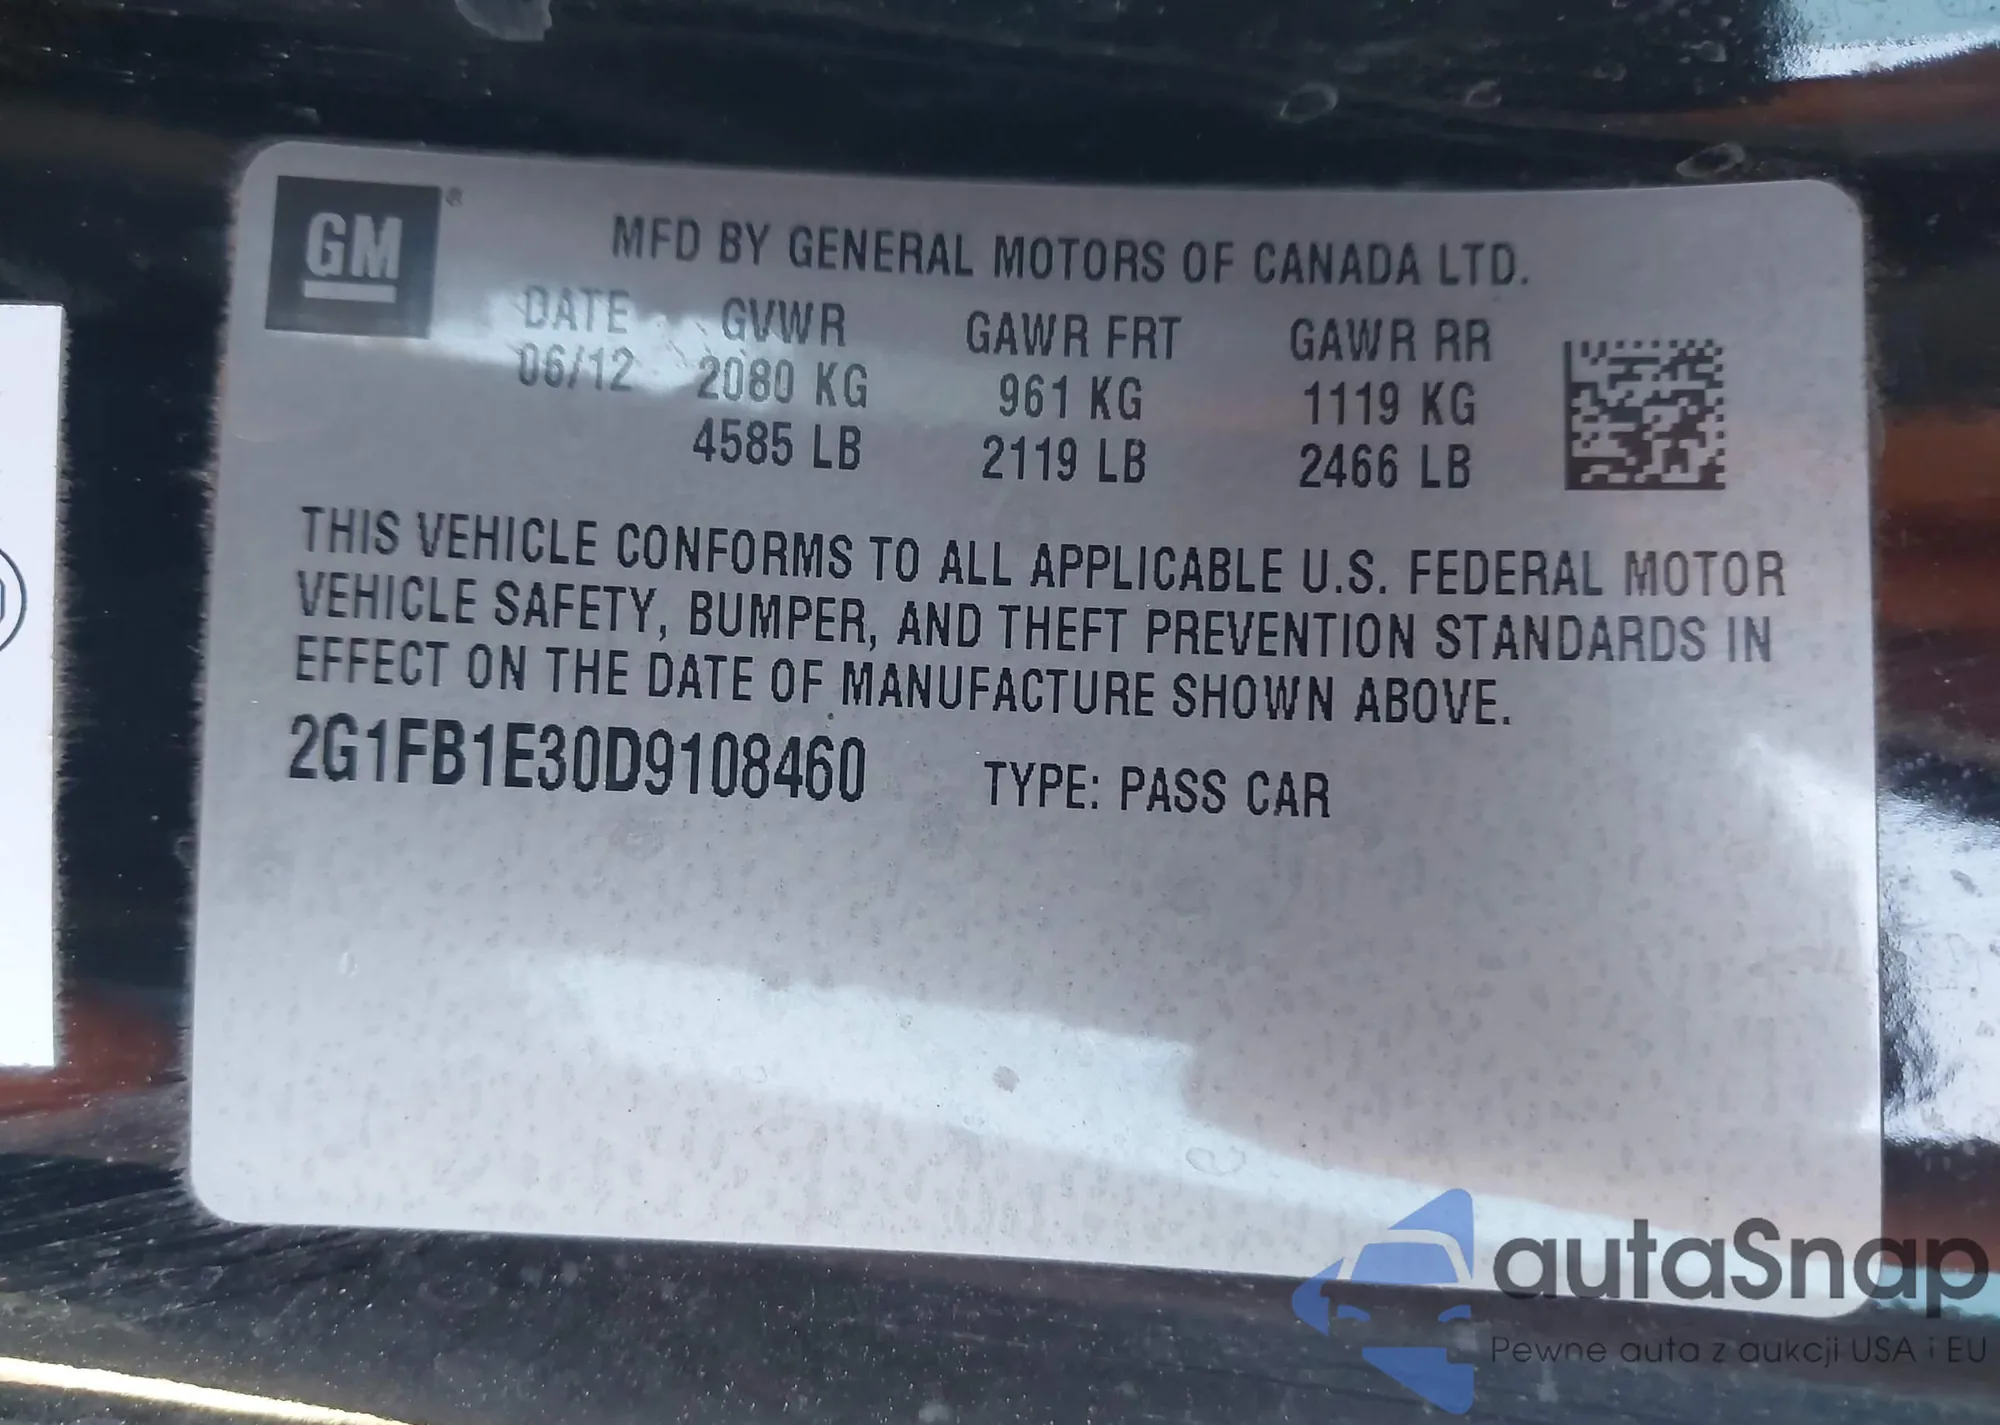 GM ®
MFD BY GENERAL MOTORS OF CANADA LTD.
DATE GVWR GAWR FRT GAWR RR
06/12 2080 KG 961 KG 1119 KG
4585 LB 2119 LB 2466 LB
THIS VEHICLE CONFORMS TO ALL APPLICABLE U.S. FEDERAL MOTOR
VEHICLE SAFETY, BUMPER, AND THEFT PREVENTION STANDARDS IN
EFFECT ON THE DATE OF MANUFACTURE SHOWN ABOVE.
2G1FB1E30D9108460 TYPE: PASS CAR
autaSnap
Pewne auta z aukcji USA i EU